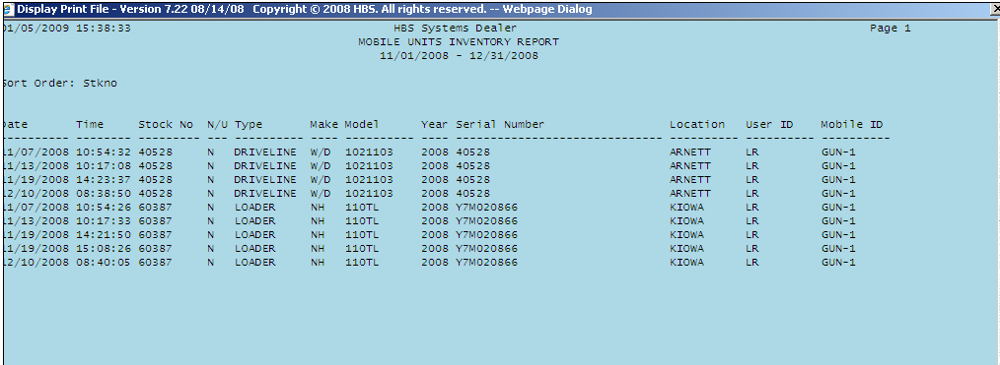 Display Print File - Version 7.22 08/14/08 Copyright © 2008 HBS. All rights reserved. -- Webpage Dialog
01/05/2009 15:38:33 HBS Systems Dealer Page 1
MOBILE UNITS INVENTORY REPORT
11/01/2008 - 12/31/2008
Sort Order: Stkno
Date Time Stock No N/U Type Make Model Year Serial Number Location User ID Mobile ID
11/07/2008 10:54:32 40528 N DRIVELINE W/D 1021103 2008 40528 ARNETT LR GUN-1
11/13/2008 10:17:08 40528 N DRIVELINE W/D 1021103 2008 40528 ARNETT LR GUN-1
11/19/2008 14:23:37 40528 N DRIVELINE W/D 1021103 2008 40528 ARNETT LR GUN-1
12/10/2008 08:38:50 40528 N DRIVELINE W/D 1021103 2008 40528 ARNETT LR GUN-1
11/07/2008 10:54:26 60387 N LOADER NH 110TL 2008 Y7M020866 KIOWA LR GUN-1
11/13/2008 10:17:33 60387 N LOADER NH 110TL 2008 Y7M020866 KIOWA LR GUN-1
11/19/2008 14:21:50 60387 N LOADER NH 110TL 2008 Y7M020866 KIOWA LR GUN-1
11/19/2008 15:08:26 60387 N LOADER NH 110TL 2008 Y7M020866 KIOWA LR GUN-1
12/10/2008 08:40:05 60387 N LOADER NH 110TL 2008 Y7M020866 KIOWA LR GUN-1